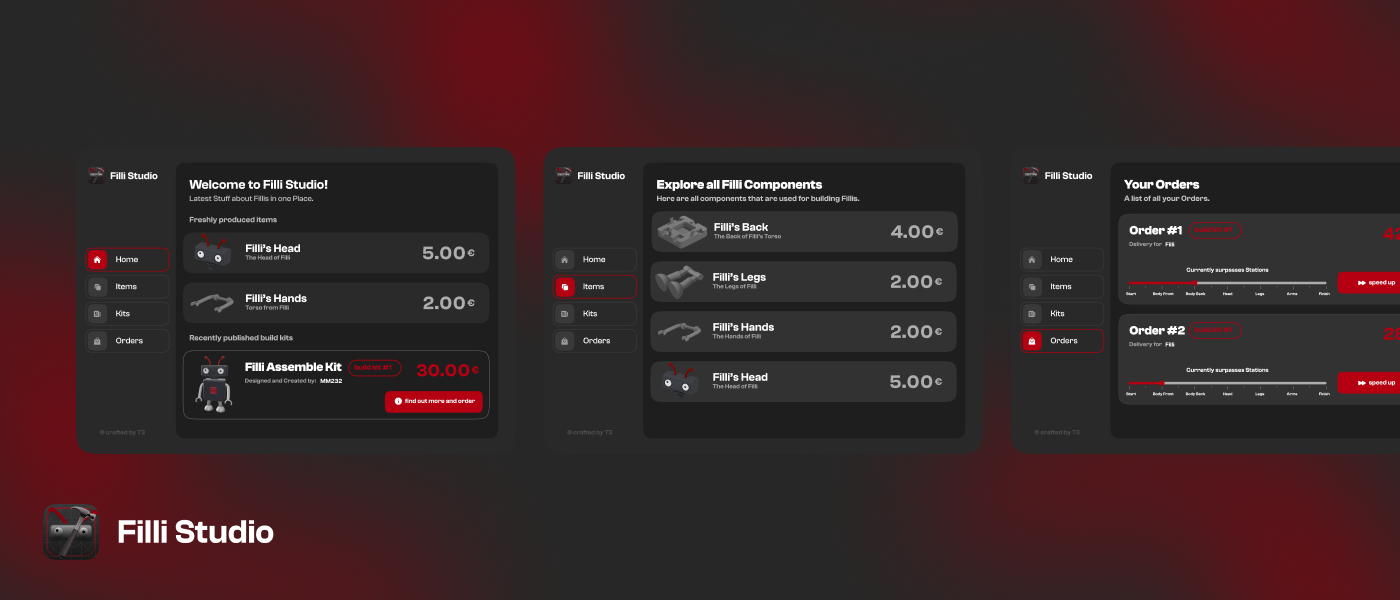 Filli Studio
Home
Items
Kits
Orders
© crafted by T3
Welcome to Filli Studio!
Latest Stuff about Fillis in one Place.
Freshly produced items
Filli's Head
The Head of Filli
5.00€
Filli's Hands
Torso from Filli
2.00€
Recently published build kits
Filli Assemble Kit
build kit #1
30.00€
Designed and Created by: MM232
find out more and order
Filli Studio
Home
Items
Kits
Orders
© crafted by T3
Explore all Filli Components
Here are all components that are used for building Fillis.
Filli's Back
The Back of Filli's Torso
4.00€
Filli's Legs
The Legs of Filli
2.00€
Filli's Hands
The Hands of Filli
2.00€
Filli's Head
The Head of Filli
5.00€
Filli Studio
Home
Items
Kits
Orders
© crafted by T3
Your Orders
A list of all your Orders.
Order #1
Delivery for Filli
Currently surpasses Stations
Start Body Front Body Back Head Legs Arms Finish
speed up
Order #2
Delivery for Filli
Currently surpasses Stations
Start Body Front Body Back Head Legs Arms Finish
speed up
Filli Studio